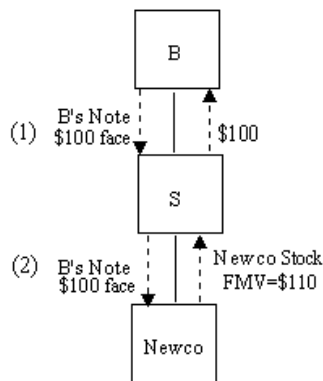 B
(1)
B's Note
$100 face
$100
S
(2)
B's Note
$100 face
Newco Stock
FMV=$110
Newco